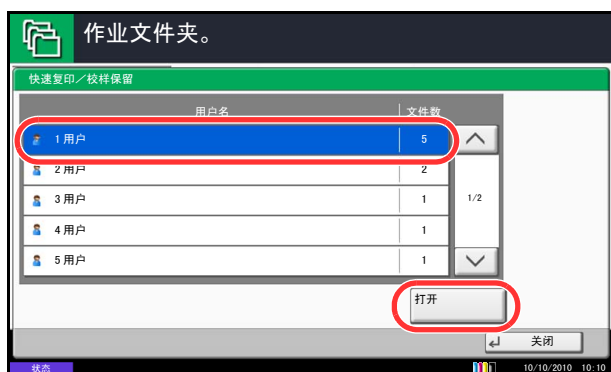 作业文件夹。
快速复印／校样保留
用户名 文件数
1 用户 5
2 用户 2
3 用户 1
1/2
4 用户 1
5 用户 1
打开
关闭
状态 10/10/2010 10:10